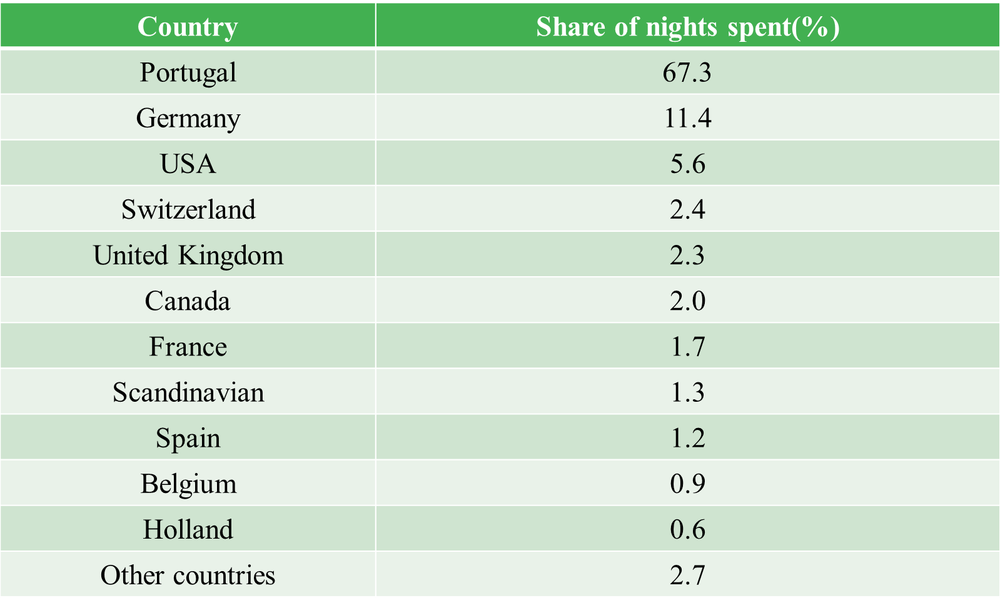 Country Share of nights spent(%)
Portugal 67.3
Germany 11.4
USA 5.6
Switzerland 2.4
United Kingdom 2.3
Canada 2.0
France 1.7
Scandinavian 1.3
Spain 1.2
Belgium 0.9
Holland 0.6
Other countries 2.7